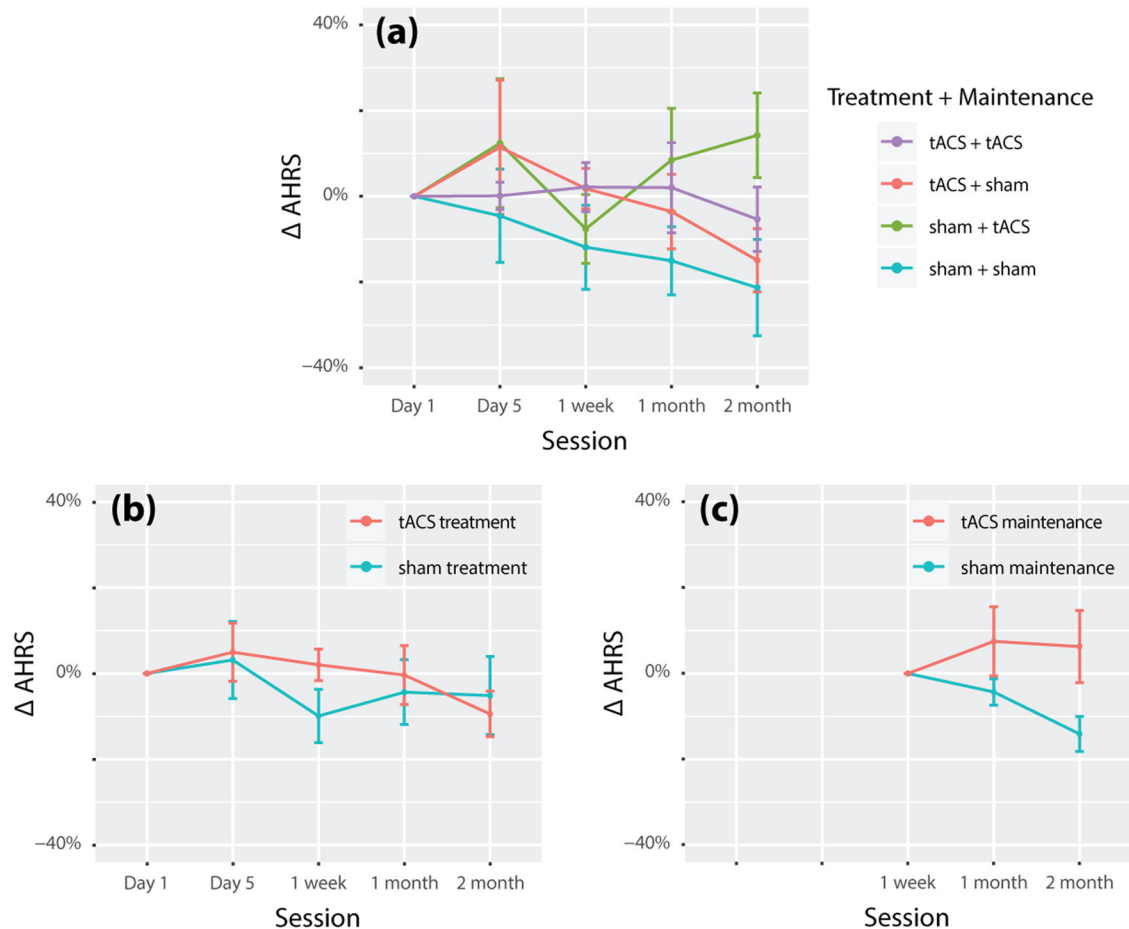 (a)
40%
0%
−40%
Δ AHRS
Day 1 Day 5 1 week 1 month 2 month
Session
Treatment + Maintenance
tACS + tACS
tACS + sham
sham + tACS
sham + sham
(b)
tACS treatment
sham treatment
40%
0%
−40%
Δ AHRS
Day 1 Day 5 1 week 1 month 2 month
Session
(c)
tACS maintenance
sham maintenance
40%
0%
−40%
Δ AHRS
1 week 1 month 2 month
Session